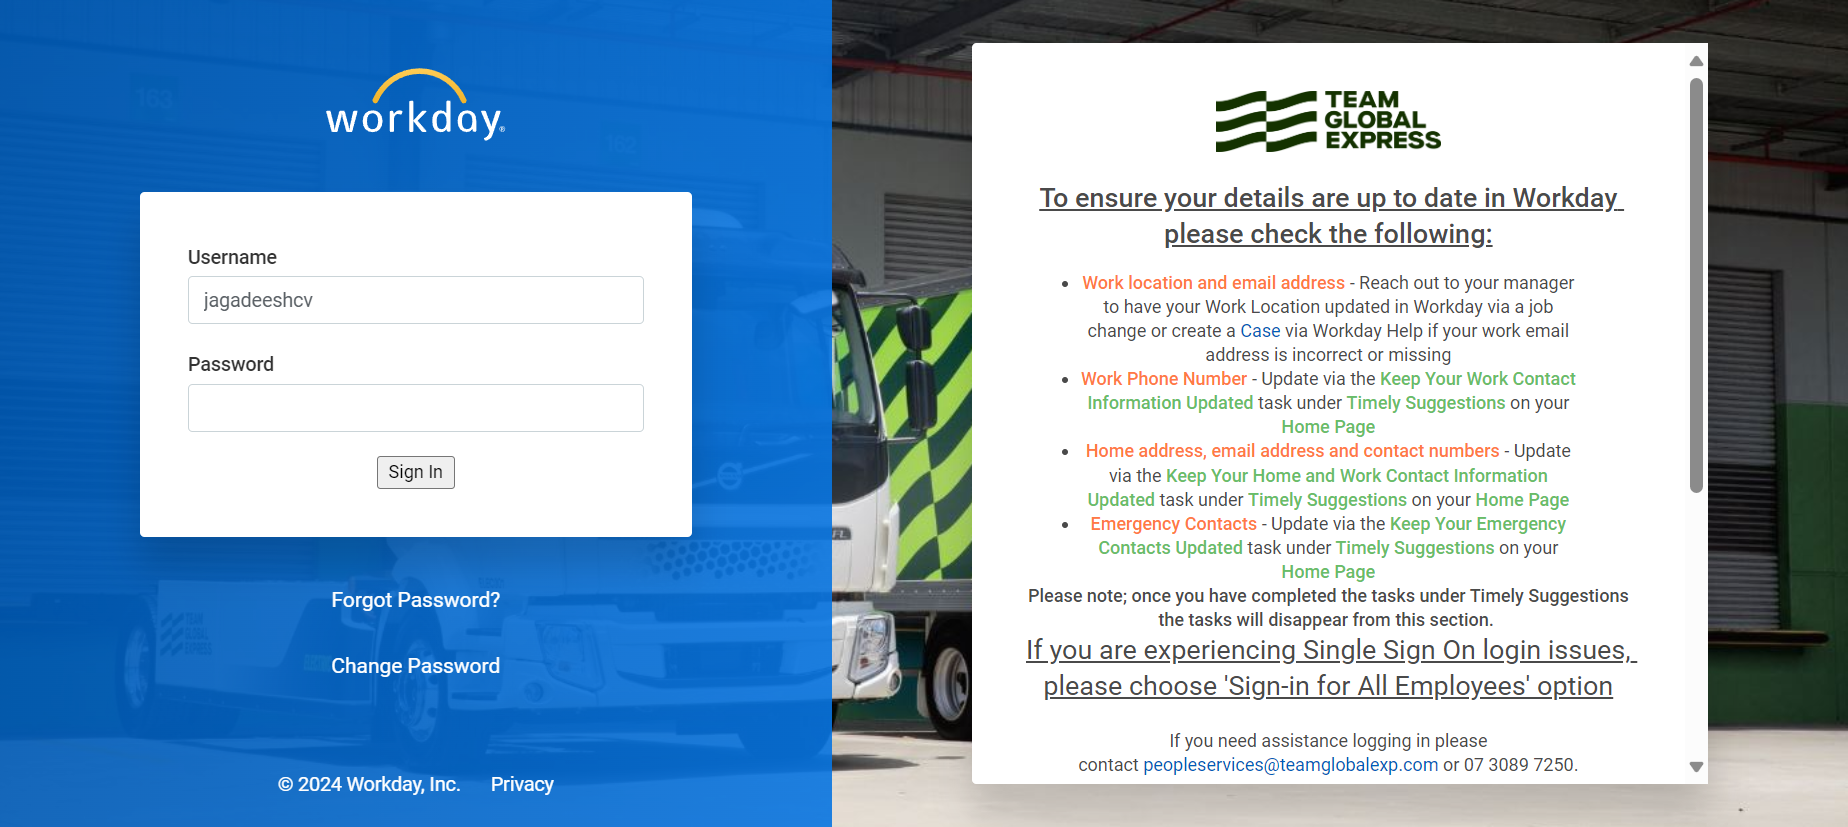 workday
Username
jagadeeshcv
Password
Sign In
Forgot Password?
Change Password
© 2024 Workday, Inc. Privacy
163
162
TEAM
GLOBAL
EXPRESS
TEAM
GLOBAL
EXPRESS
To ensure your details are up to date in Workday
please check the following:
• Work location and email address - Reach out to your manager
to have your Work Location updated in Workday via a job
change or create a Case via Workday Help if your work email
address is incorrect or missing
• Work Phone Number - Update via the Keep Your Work Contact
Information Updated task under Timely Suggestions on your
Home Page
• Home address, email address and contact numbers - Update
via the Keep Your Home and Work Contact Information
Updated task under Timely Suggestions on your Home Page
• Emergency Contacts - Update via the Keep Your Emergency
Contacts Updated task under Timely Suggestions on your
Home Page
Please note; once you have completed the tasks under Timely Suggestions
the tasks will disappear from this section.
If you are experiencing Single Sign On login issues,
please choose 'Sign-in for All Employees' option
If you need assistance logging in please
contact peopleservices@teamglobalexp.com or 07 3089 7250.